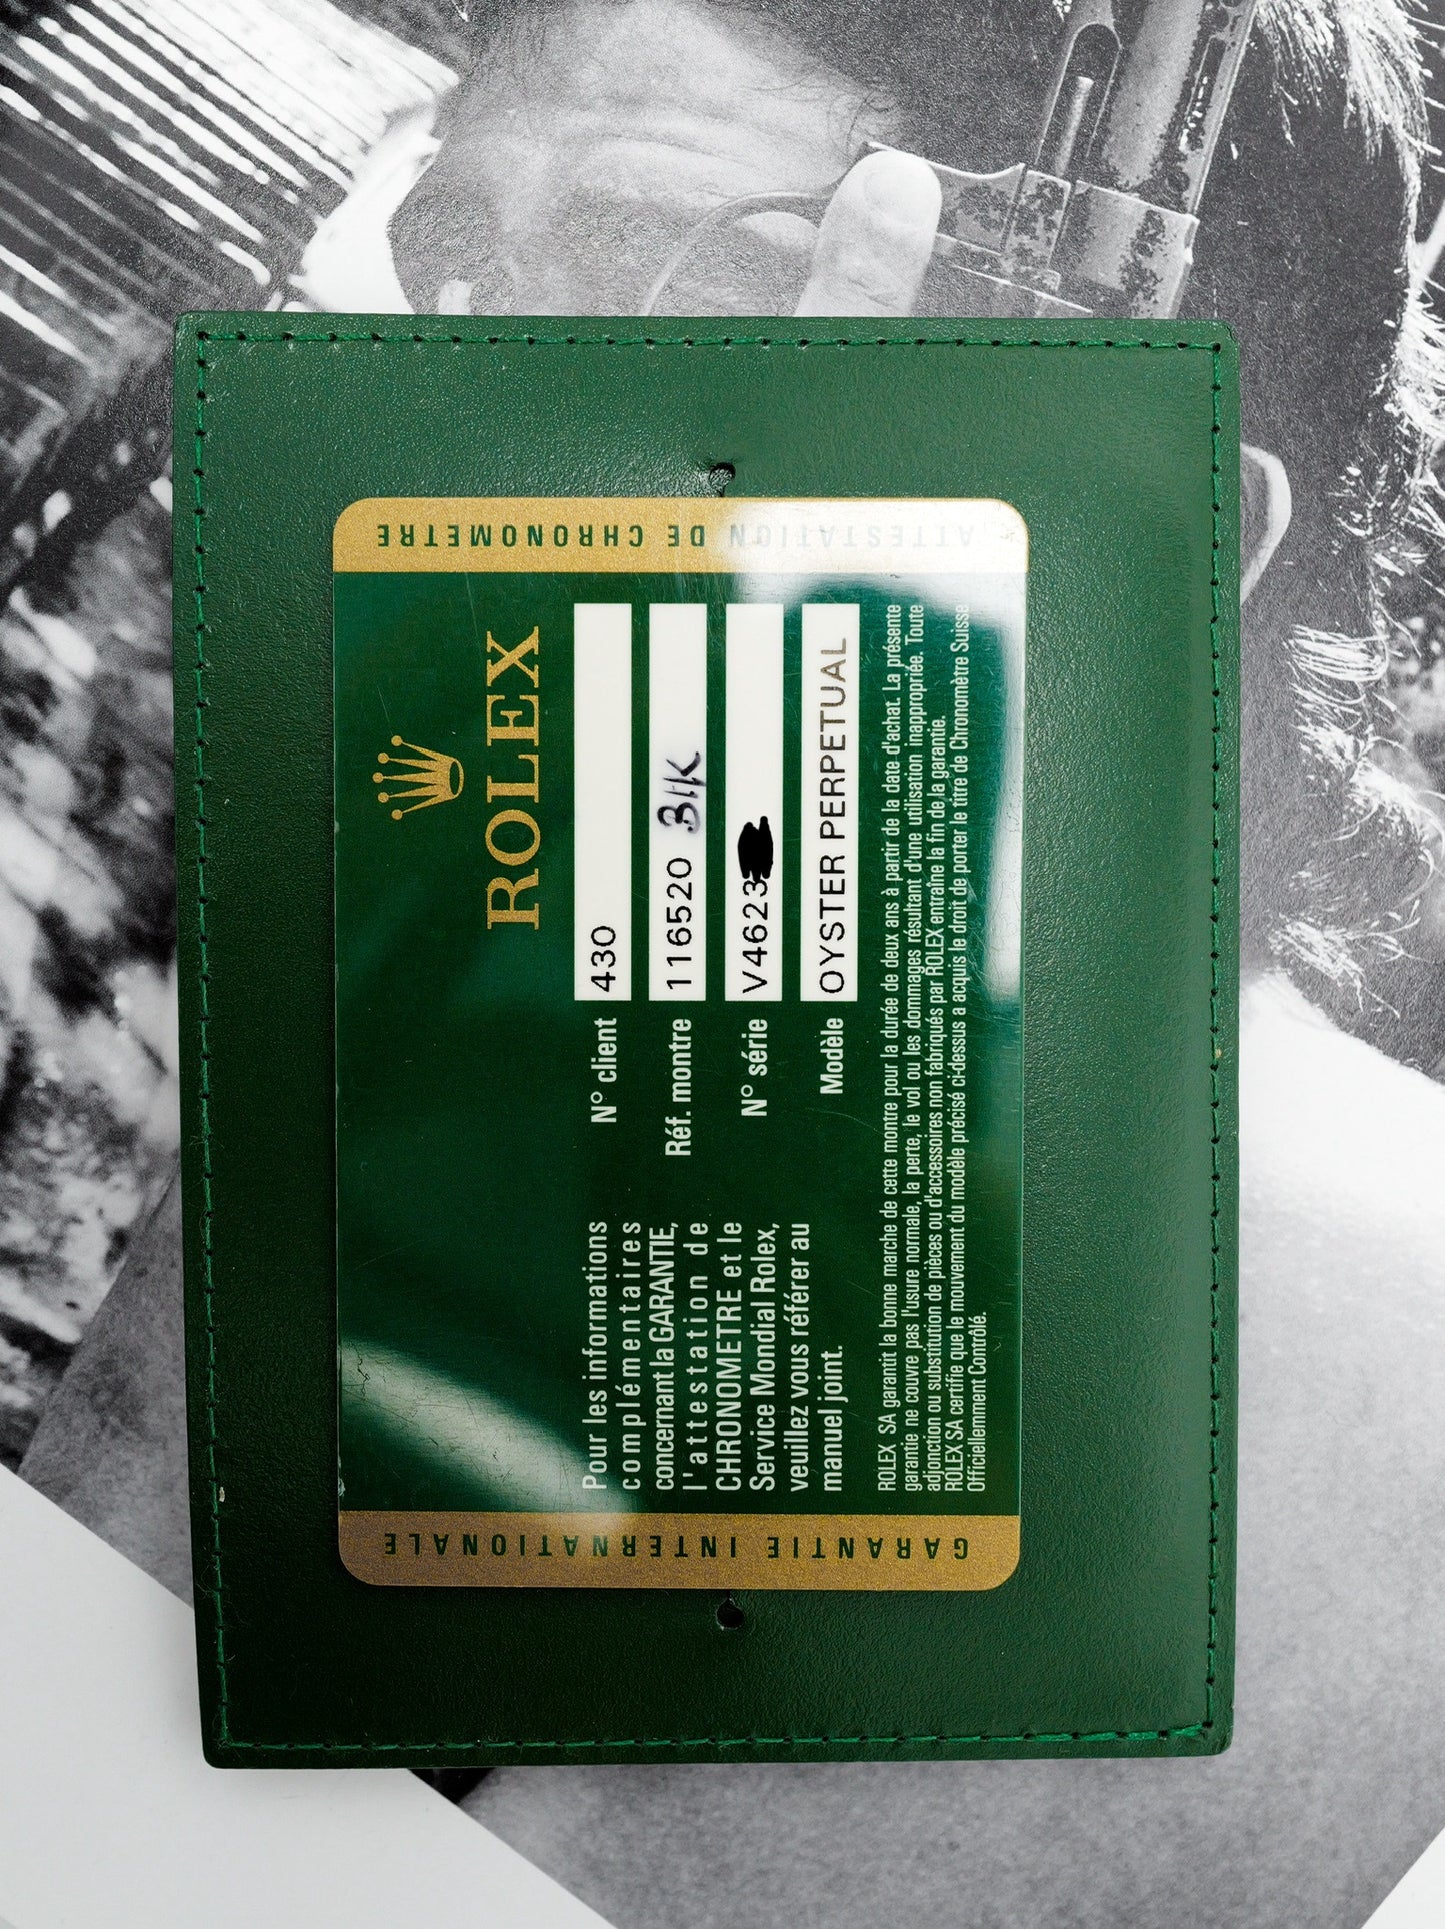 ATTESTATION DE CHRONOMETRE
ROLEX
N° client 430
Réf. montre 116520 Blk
N° série V4623
Modèle OYSTER PERPETUAL
Pour les informations
complémentaires
concernant la GARANTIE,
l'attestation de
CHRONOMETRE et le
Service Mondial Rolex,
veuillez vous référer au
manuel joint.
ROLEX SA garantit la bonne marche de cette montre pour la durée de deux ans à partir de la date d'achat. La présente
garantie ne couvre pas l'usure normale, la perte, le vol ou les dommages résultant d'une utilisation inappropriée. Toute
adjonction ou substitution de pièces ou d'accessoires non fabriqués par ROLEX entraîne la fin de la garantie.
ROLEX SA certifie que le mouvement du modèle précisé ci-dessus a acquis le droit de porter le titre de Chronomètre Suisse
Officiellement Contrôlé.
GARANTIE INTERNATIONALE